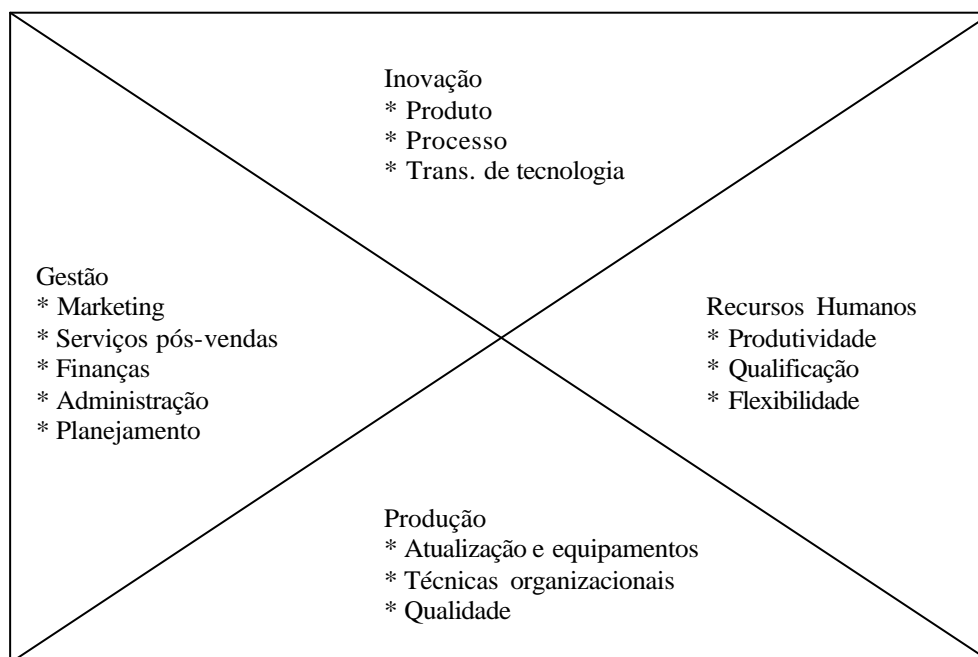 Inovação
* Produto
* Processo
* Trans. de tecnologia
Gestão
* Marketing
* Serviços pós-vendas
* Finanças
* Administração
* Planejamento
Recursos Humanos
* Produtividade
* Qualificação
* Flexibilidade
Produção
* Atualização e equipamentos
* Técnicas organizacionais
* Qualidade